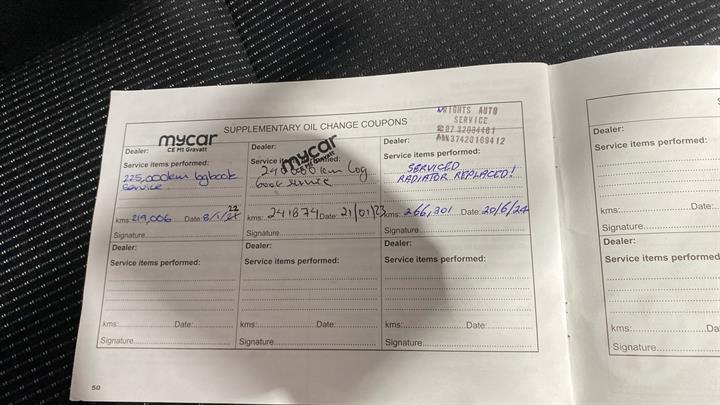 SUPPLEMENTARY OIL CHANGE COUPONS
Dealer: mycar
CE Mt Gravatt
Service items performed:
225,000km logbook
Service
kms: 219,006 Date: 8/1/22
Signature
Dealer: mycar
CE Mt Gravatt
Service items performed:
240 000 km log
book service
kms: 241874 Date: 21/01/23
Signature
WRIGHTS AUTO
SERVICE
Dealer:
Service items performed:
SERVICED
RADIATOR REPLACED!
kms: 266,301 Date: 20/6/24
Signature
Dealer:
Service items performed:
kms: Date:
Signature
Dealer:
Service items performed:
kms: Date:
Signature
Dealer:
Service items performed:
kms: Date:
Signature
50
Dealer:
Service items performed:
kms:
Signature
Dealer:
Service items performed
kms:
Signature